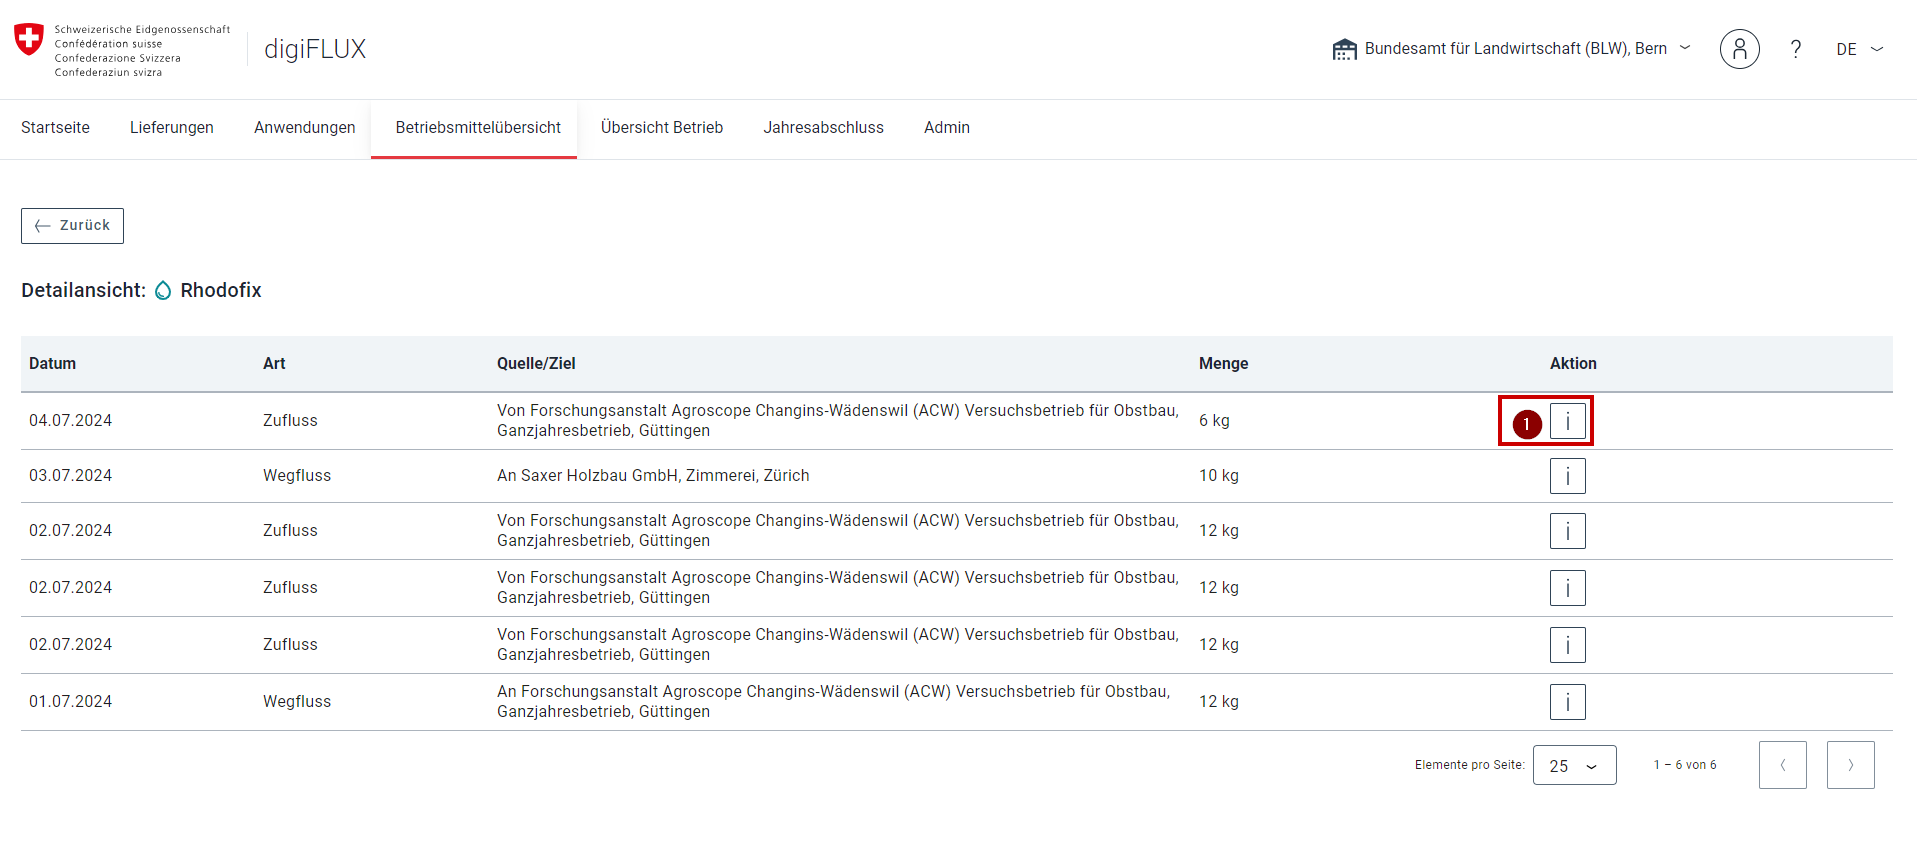 Schweizerische Eidgenossenschaft
Confédération suisse
Confederazione Svizzera
Confederaziun svizra
digiFLUX
Bundesamt für Landwirtschaft (BLW), Bern
?
DE
Startseite Lieferungen Anwendungen Betriebsmittelübersicht Übersicht Betrieb Jahresabschluss Admin
Zurück
Detailansicht: Rhodofix
Datum Art Quelle/Ziel Menge Aktion
04.07.2024 Zufluss Von Forschungsanstalt Agroscope Changins-Wädenswil (ACW) Versuchsbetrieb für Obstbau,
Ganzjahresbetrieb, Güttingen 6 kg 1 i
03.07.2024 Wegfluss An Saxer Holzbau GmbH, Zimmerei, Zürich 10 kg i
02.07.2024 Zufluss Von Forschungsanstalt Agroscope Changins-Wädenswil (ACW) Versuchsbetrieb für Obstbau,
Ganzjahresbetrieb, Güttingen 12 kg i
02.07.2024 Zufluss Von Forschungsanstalt Agroscope Changins-Wädenswil (ACW) Versuchsbetrieb für Obstbau,
Ganzjahresbetrieb, Güttingen 12 kg i
02.07.2024 Zufluss Von Forschungsanstalt Agroscope Changins-Wädenswil (ACW) Versuchsbetrieb für Obstbau,
Ganzjahresbetrieb, Güttingen 12 kg i
01.07.2024 Wegfluss An Forschungsanstalt Agroscope Changins-Wädenswil (ACW) Versuchsbetrieb für Obstbau,
Ganzjahresbetrieb, Güttingen 12 kg i
Elemente pro Seite: 25 1 – 6 von 6